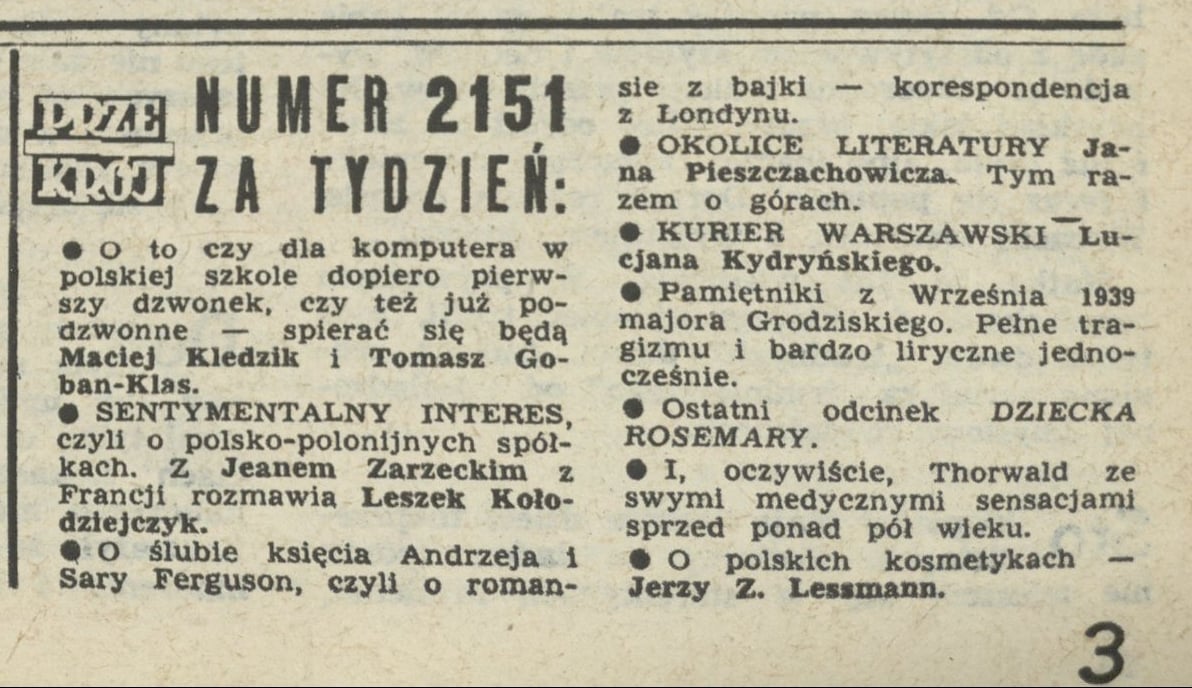 PRZE
KRÓJ
NUMER 2151
ZA TYDZIEŃ:
● O to czy dla komputera w
polskiej szkole dopiero pierw-
szy dzwonek, czy też już po-
dzwonne — spierać się będą
Maciej Kledzik i Tomasz Go-
ban-Klas.
● SENTYMENTALNY INTERES,
czyli o polsko-polonijnych spół-
kach. Z Jeanem Zarzeckim z
Francji rozmawia Leszek Koło-
dziejczyk.
● O ślubie księcia Andrzeja i
Sary Ferguson, czyli o roman-
sie z bajki — korespondencja
z Londynu.
● OKOLICE LITERATURY Ja-
na Pieszczachowicza. Tym ra-
zem o górach.
● KURIER WARSZAWSKI Lu-
cjana Kydryńskiego.
● Pamiętniki z Września 1939
majora Grodziskiego. Pełne tra-
gizmu i bardzo liryczne jedno-
cześnie.
● Ostatni odcinek DZIECKA
ROSEMARY.
● I, oczywiście, Thorwald ze
swymi medycznymi sensacjami
sprzed ponad pół wieku.
● O polskich kosmetykach —
Jerzy Z. Lessmann.
3